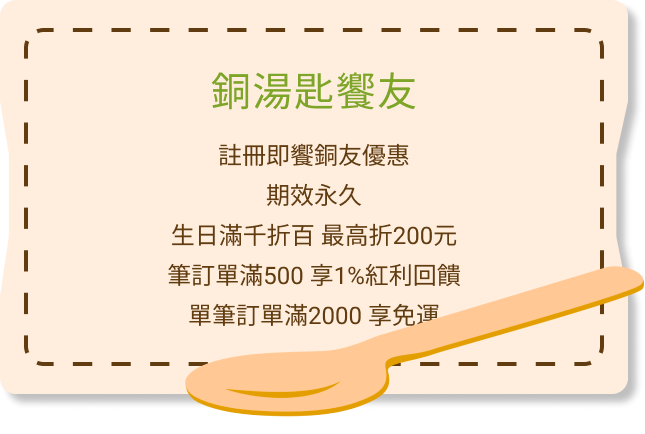 銅湯匙饗友
註冊即饗銅友優惠
期效永久
生日滿千折百 最高折200元
筆訂單滿500 享1%紅利回饋
單筆訂單滿2000 享免運